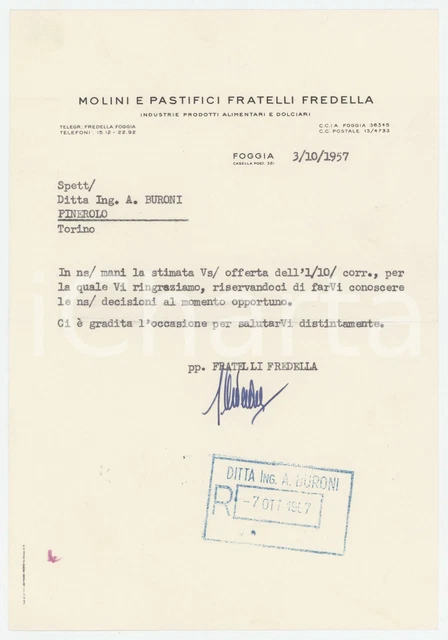 MOLINI E PASTIFICI FRATELLI FREDELLA
INDUSTRIE PRODOTTI ALIMENTARI E DOLCIARI
TELEGR: FREDELLA FOGGIA
TELEFONI: 15.12 - 22.92
C.C.I.A. FOGGIA 36345
C.C. POSTALE 13/4733
FOGGIA 3/10/1957
CASELLA POST. 321
Spett/
Ditta Ing. A. BURONI
PINEROLO
Torino
In ns/ mani la stimata Vs/ offerta dell'1/10/ corr., per
la quale Vi ringraziamo, riservandoci di farVi conoscere
le ns/ decisioni al momento opportuno.
Ci è gradita l'occasione per salutarVi distintamente.
pp. FRATELLI FREDELLA
DITTA ING. A. BURONI
R -7 OTT 1957
icharta